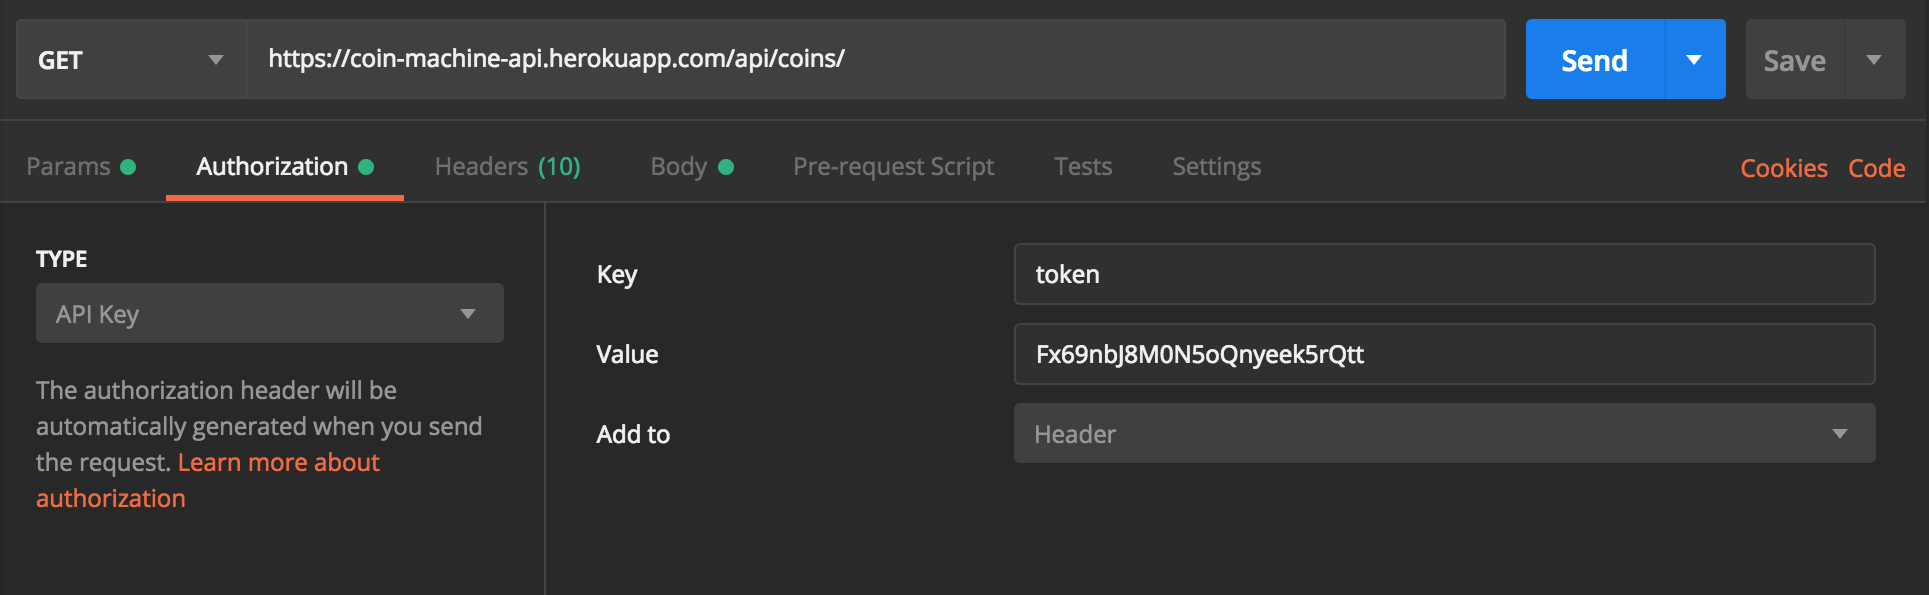 GET https://coin-machine-api.herokuapp.com/api/coins/ Send Save
Params Authorization Headers (10) Body Pre-request Script Tests Settings Cookies Code
TYPE
API Key
The authorization header will be
automatically generated when you send
the request. Learn more about
authorization
Key token
Value Fx69nbJ8M0N5oQnyeek5rQtt
Add to Header